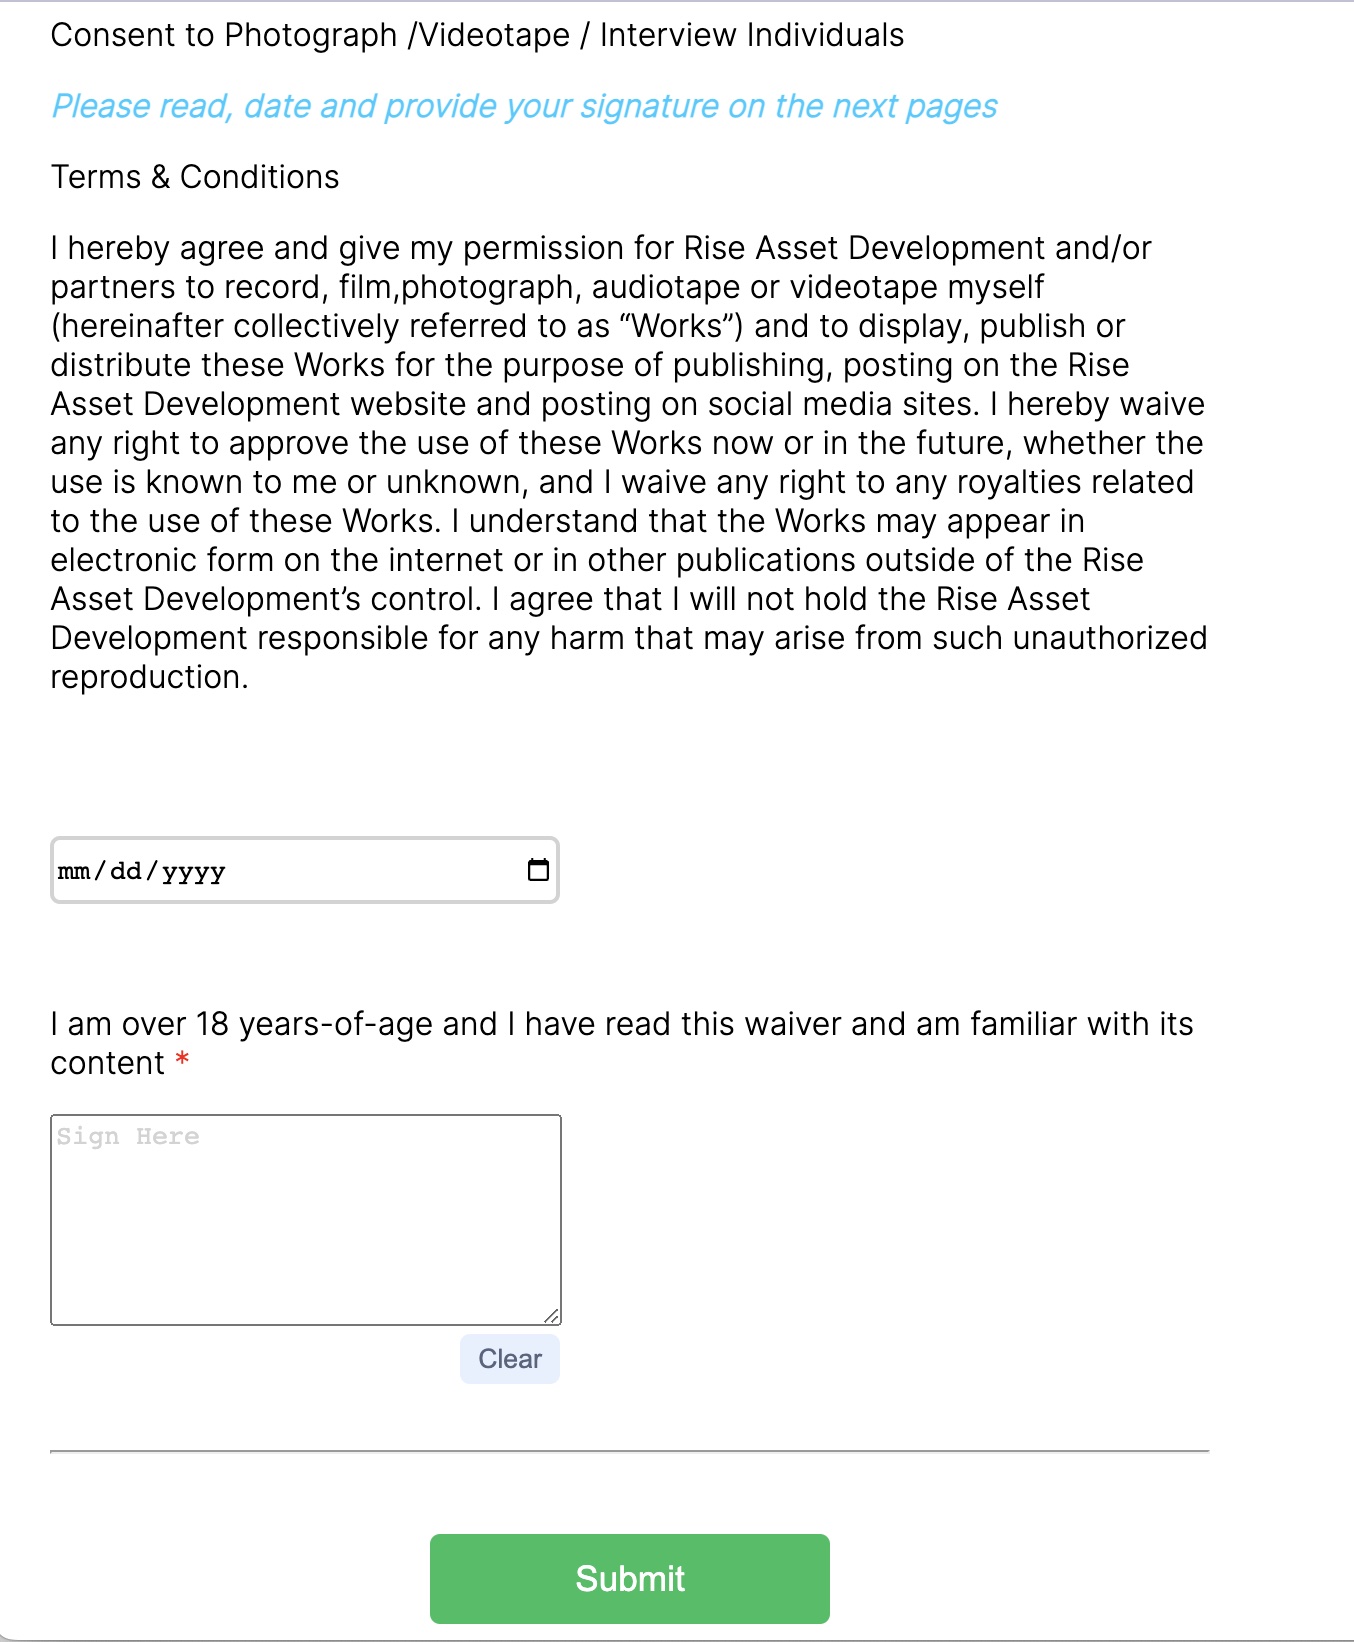 Consent to Photograph /Videotape / Interview Individuals
Please read, date and provide your signature on the next pages
Terms & Conditions
I hereby agree and give my permission for Rise Asset Development and/or
partners to record, film,photograph, audiotape or videotape myself
(hereinafter collectively referred to as “Works”) and to display, publish or
distribute these Works for the purpose of publishing, posting on the Rise
Asset Development website and posting on social media sites. I hereby waive
any right to approve the use of these Works now or in the future, whether the
use is known to me or unknown, and I waive any right to any royalties related
to the use of these Works. I understand that the Works may appear in
electronic form on the internet or in other publications outside of the Rise
Asset Development’s control. I agree that I will not hold the Rise Asset
Development responsible for any harm that may arise from such unauthorized
reproduction.
mm/dd/yyyy
I am over 18 years-of-age and I have read this waiver and am familiar with its
content *
Sign Here
Clear
Submit